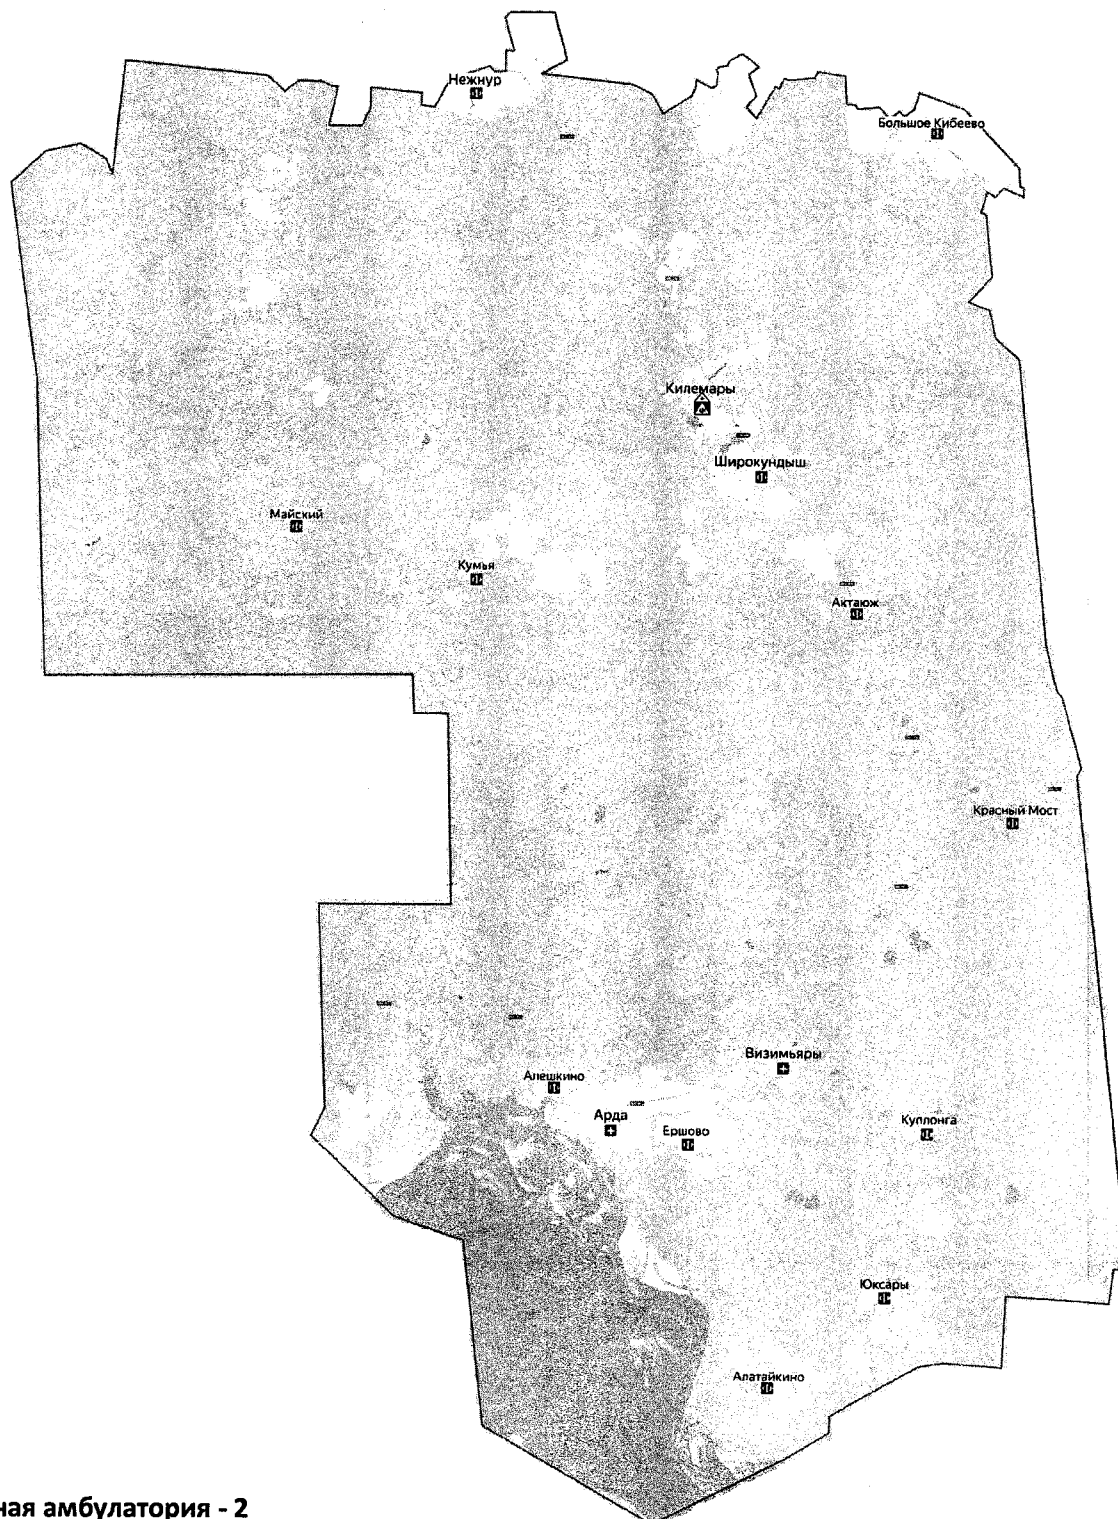 Нежнур
Большое Кибеево
Килемары
Широкундыш
Майский
Кумья
Актаюж
Красный Мост
Визимьяры
Алешкино
Арда
Ершово
Куплонга
Юксары
Алатайкино
ная амбулатория - 2